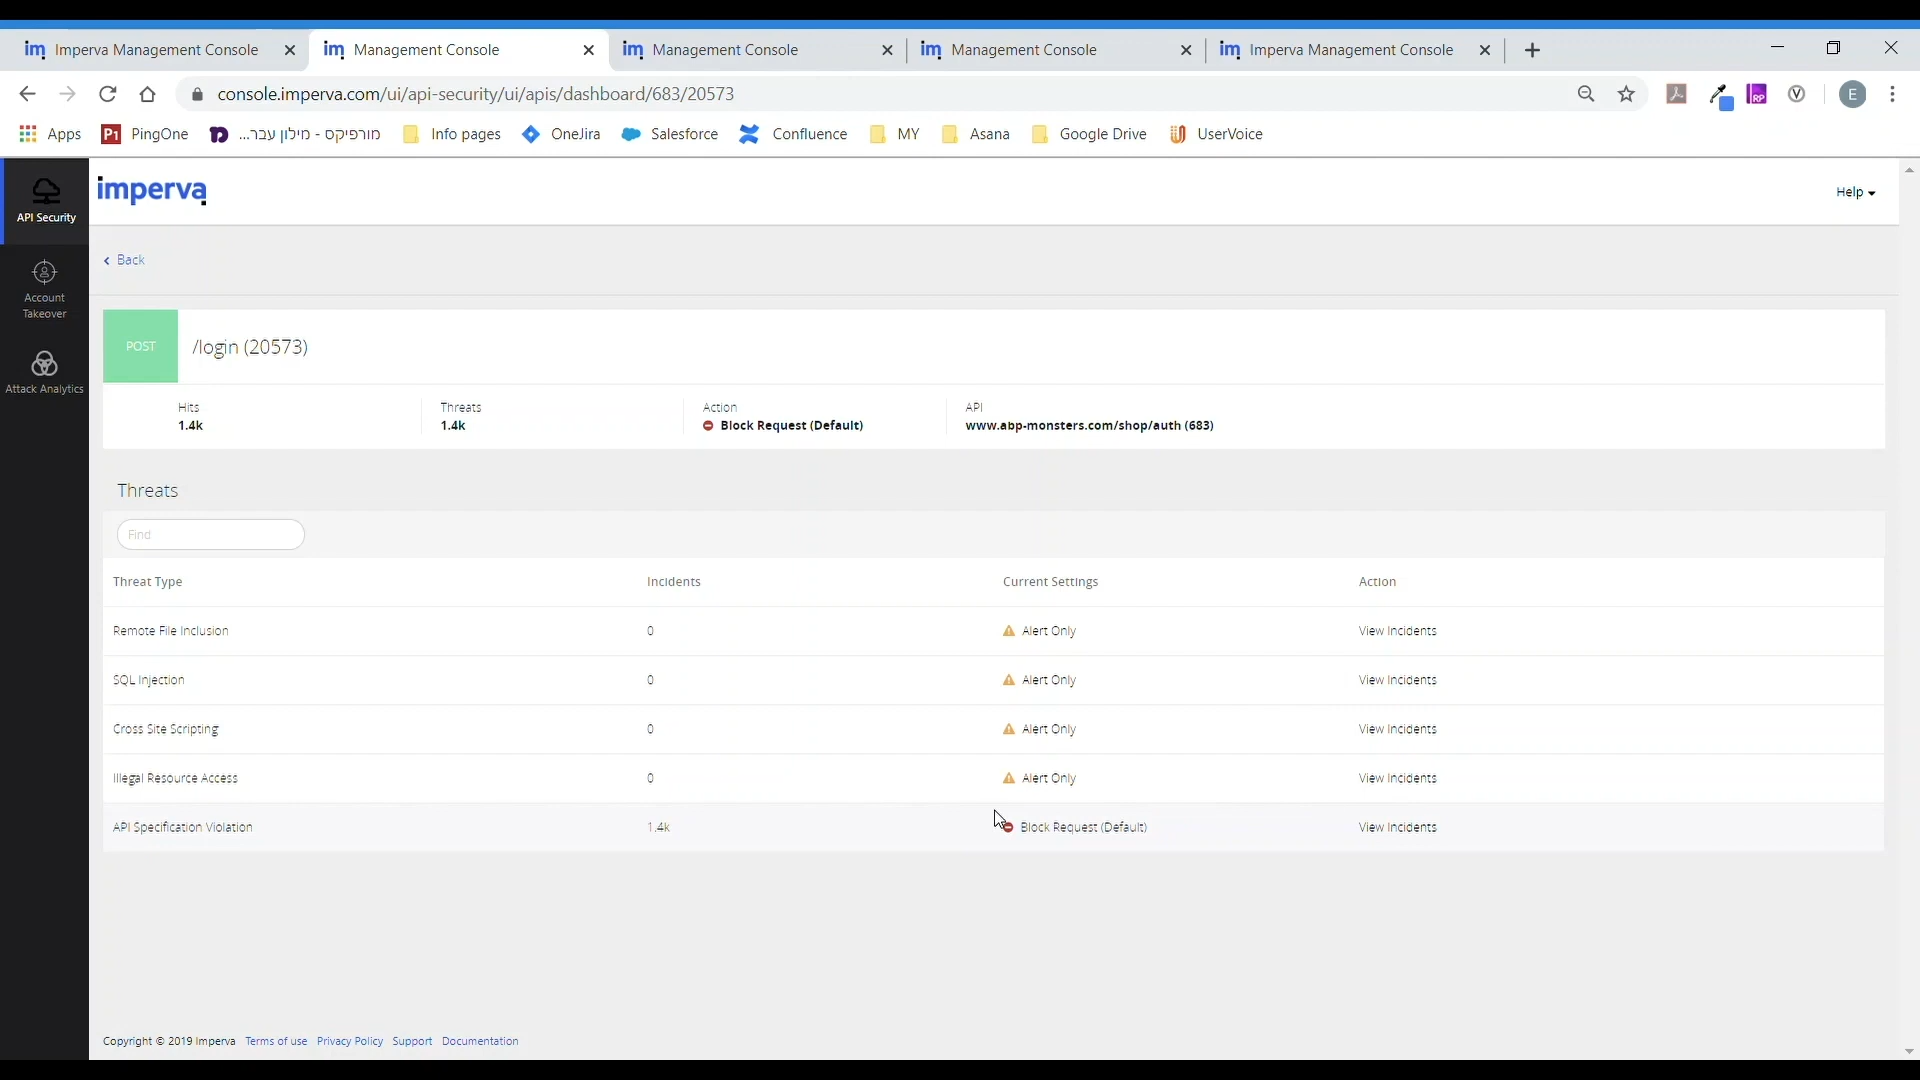 im Imperva Management Console
im Management Console
im Management Console
im Management Console
im Imperva Management Console
console.imperva.com/ui/api-security/ui/apis/dashboard/683/20573
E
Apps
P1 PingOne
מורפיקס - מילון עבר...
Info pages
OneJira
Salesforce
Confluence
MY
Asana
Google Drive
UserVoice
API Security
imperva
Help
Back
Account
Takeover
Attack Analytics
POST
/login (20573)
Hits
1.4k
Threats
1.4k
Action
Block Request (Default)
API
www.abp-monsters.com/shop/auth (683)
Threats
Find
Threat Type Incidents Current Settings Action
Remote File Inclusion 0 Alert Only View Incidents
SQL Injection 0 Alert Only View Incidents
Cross Site Scripting 0 Alert Only View Incidents
Illegal Resource Access 0 Alert Only View Incidents
API Specification Violation 1.4k Block Request (Default) View Incidents
Copyright © 2019 Imperva Terms of use Privacy Policy Support Documentation